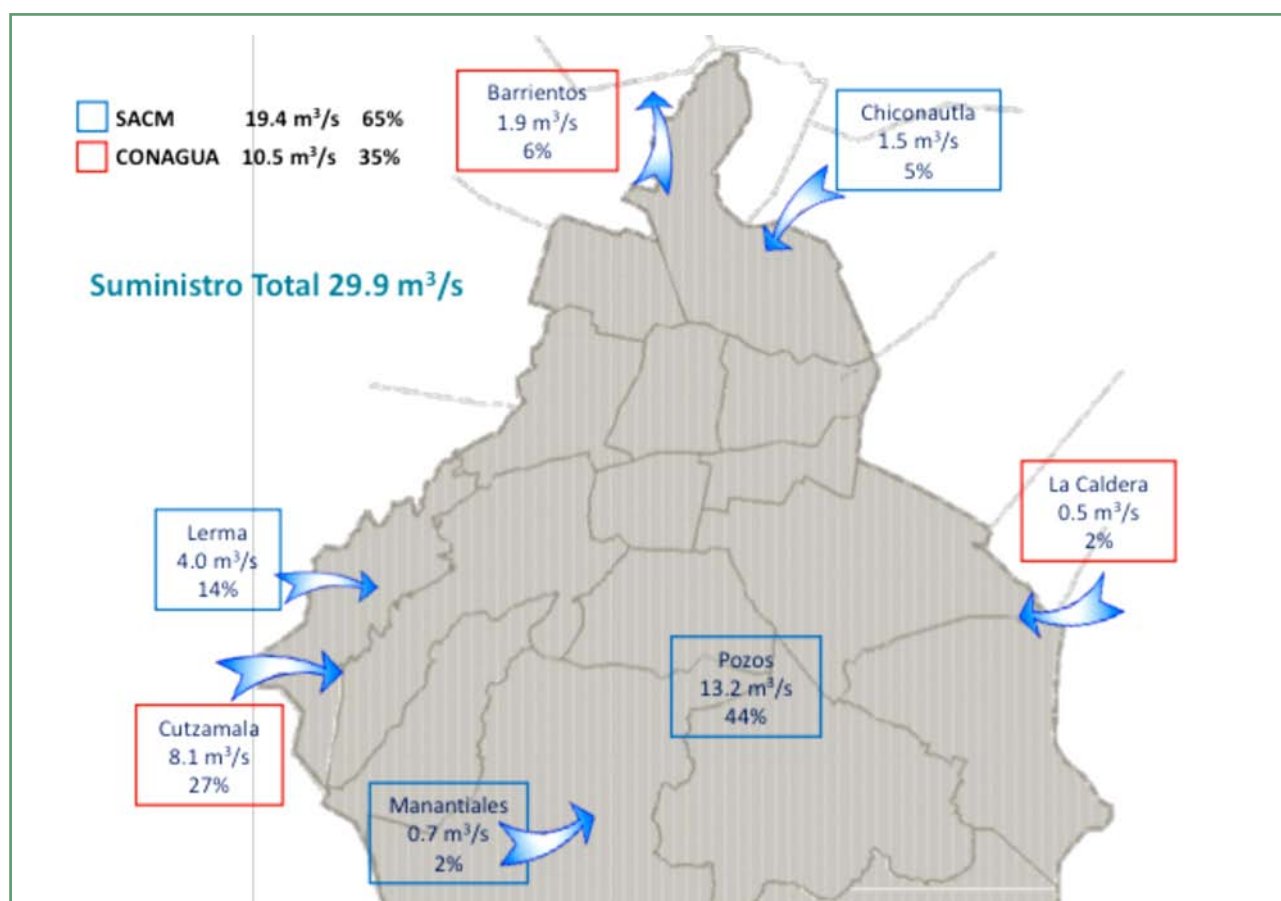 SACM 19.4 m³/s 65%
CONAGUA 10.5 m³/s 35%
Suministro Total 29.9 m³/s
Barrientos
1.9 m³/s
6%
Chiconautla
1.5 m³/s
5%
La Caldera
0.5 m³/s
2%
Lerma
4.0 m³/s
14%
Pozos
13.2 m³/s
44%
Cutzamala
8.1 m³/s
27%
Manantiales
0.7 m³/s
2%